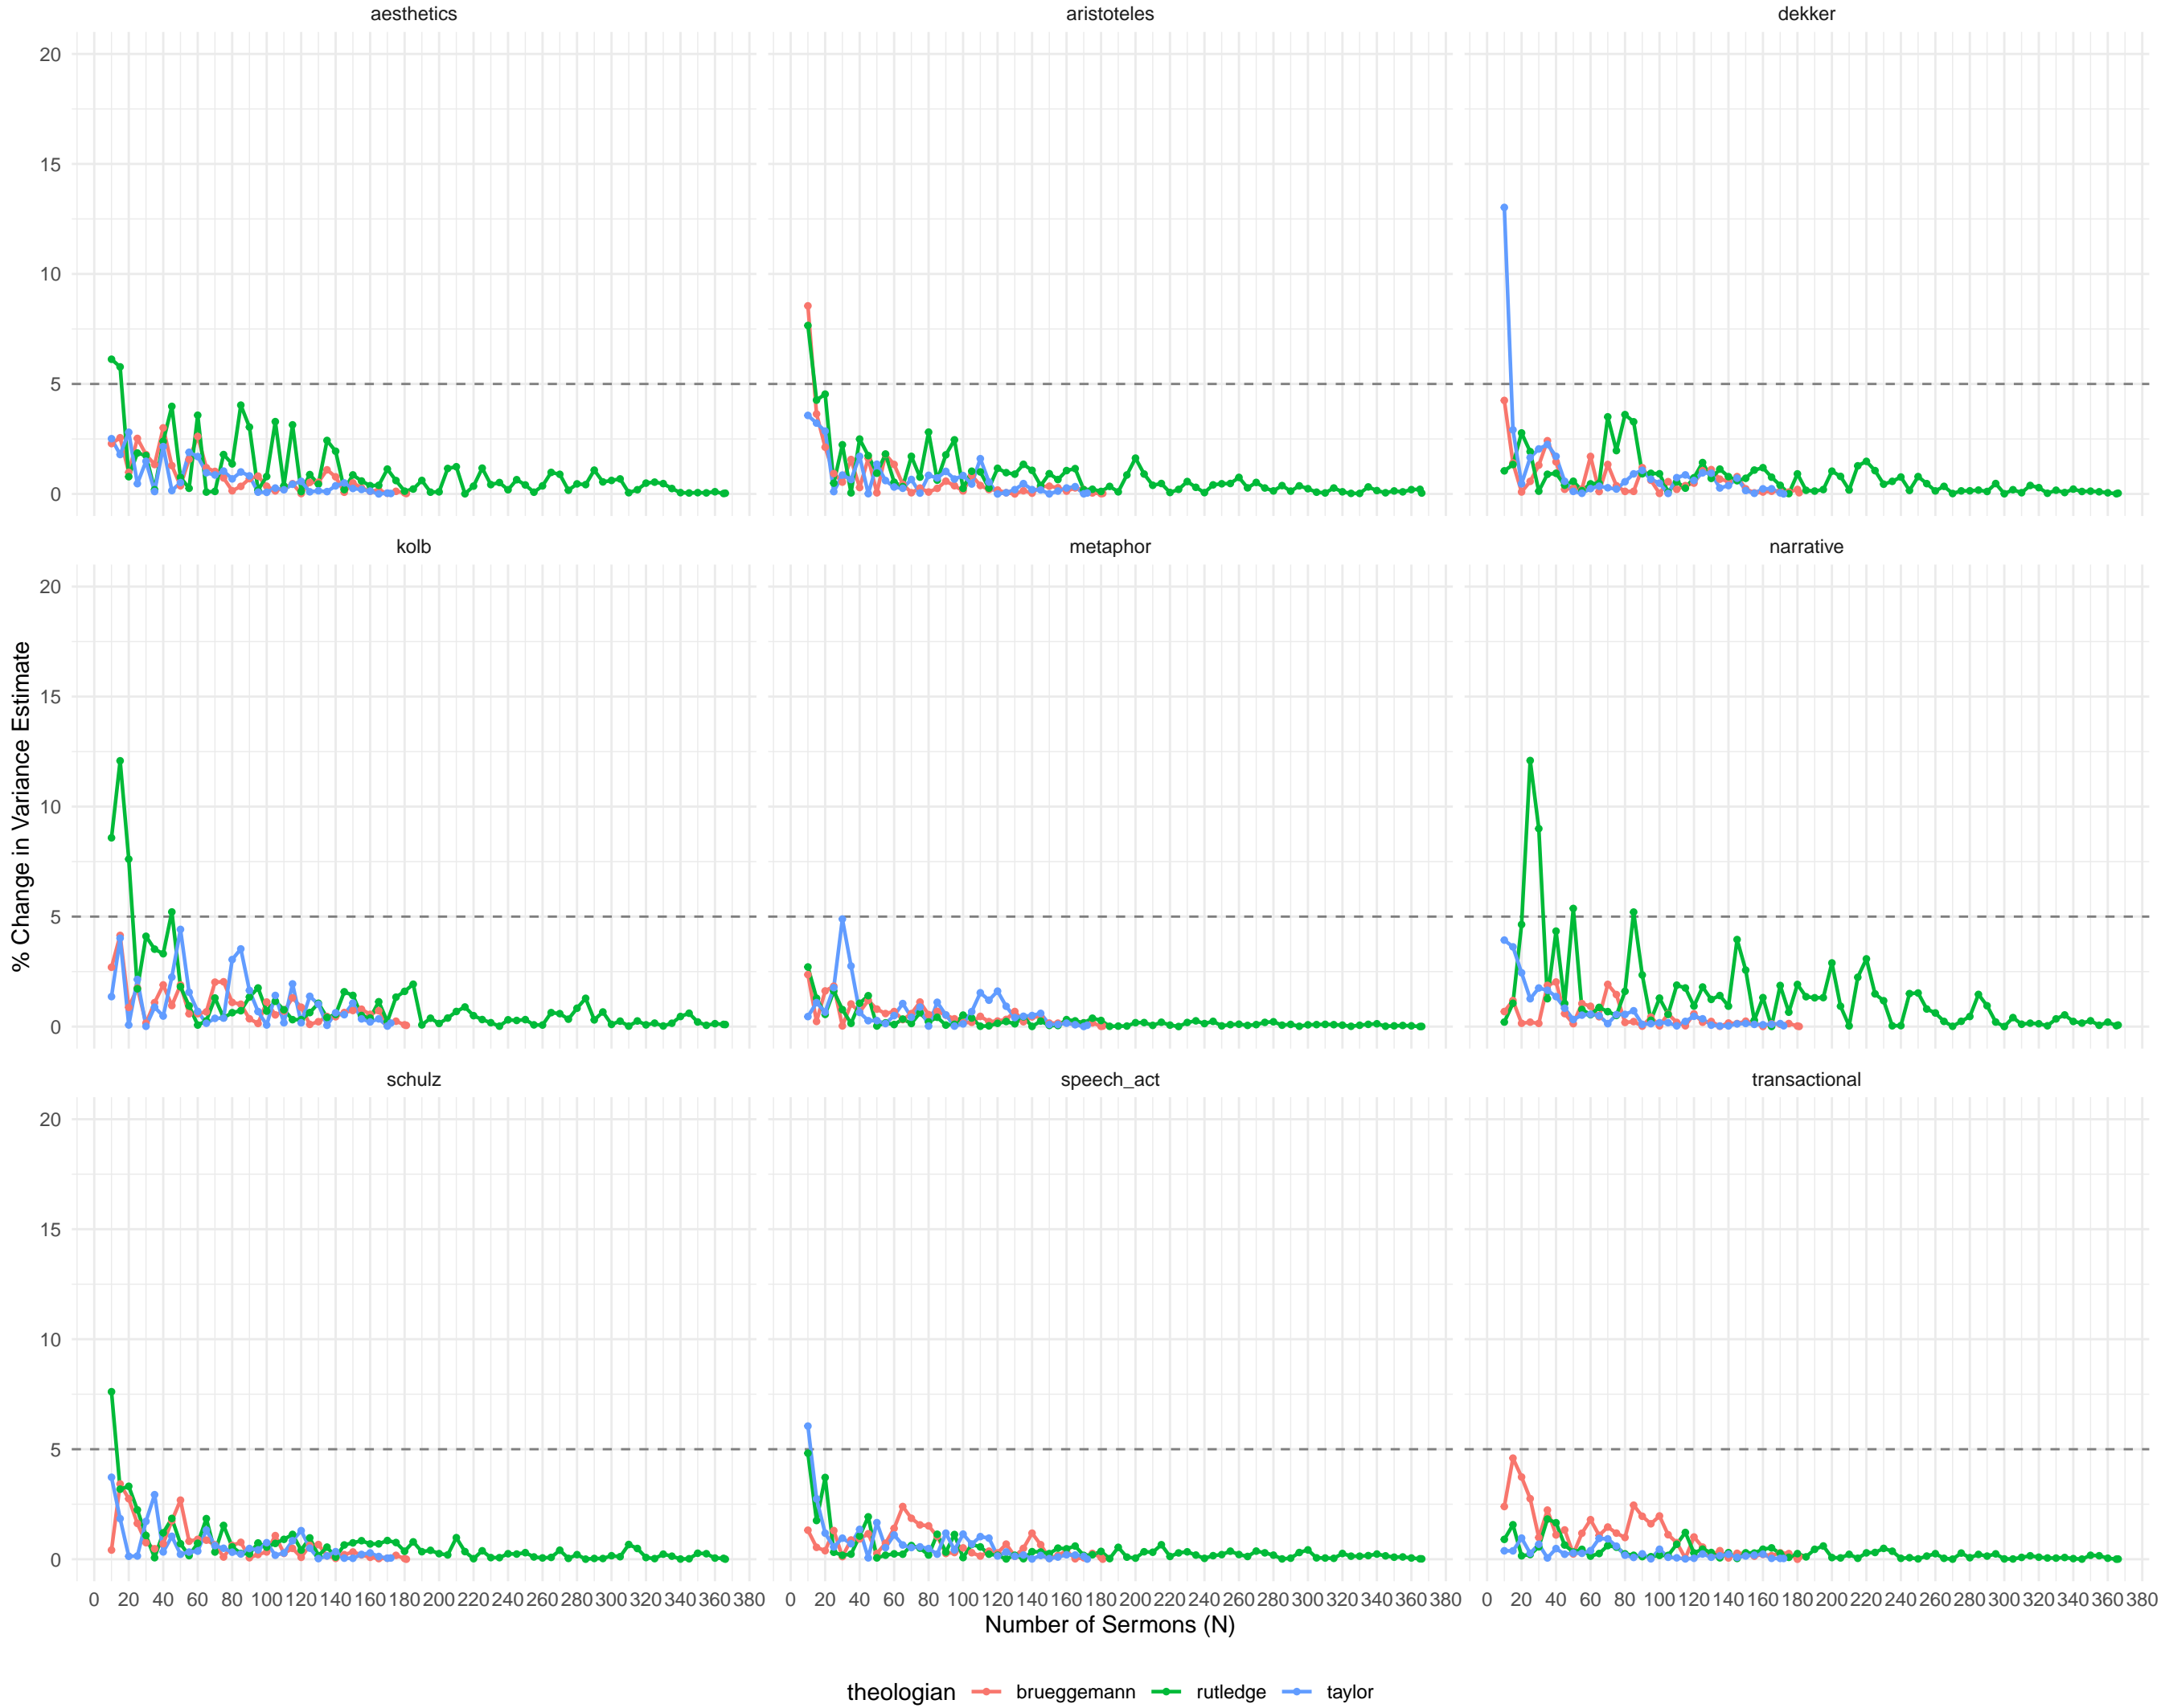 aesthetics aristoteles dekker
20
15
10
5
0
kolb metaphor narrative
20
15
10
5
0
% Change in Variance Estimate
schulz speech_act transactional
20
15
10
5
0
0 20 40 60 80 100 120 140 160 180 200 220 240 260 280 300 320 340 360 380 0 20 40 60 80 100 120 140 160 180 200 220 240 260 280 300 320 340 360 380 0 20 40 60 80 100 120 140 160 180 200 220 240 260 280 300 320 340 360 380
Number of Sermons (N)
theologian brueggemann rutledge taylor